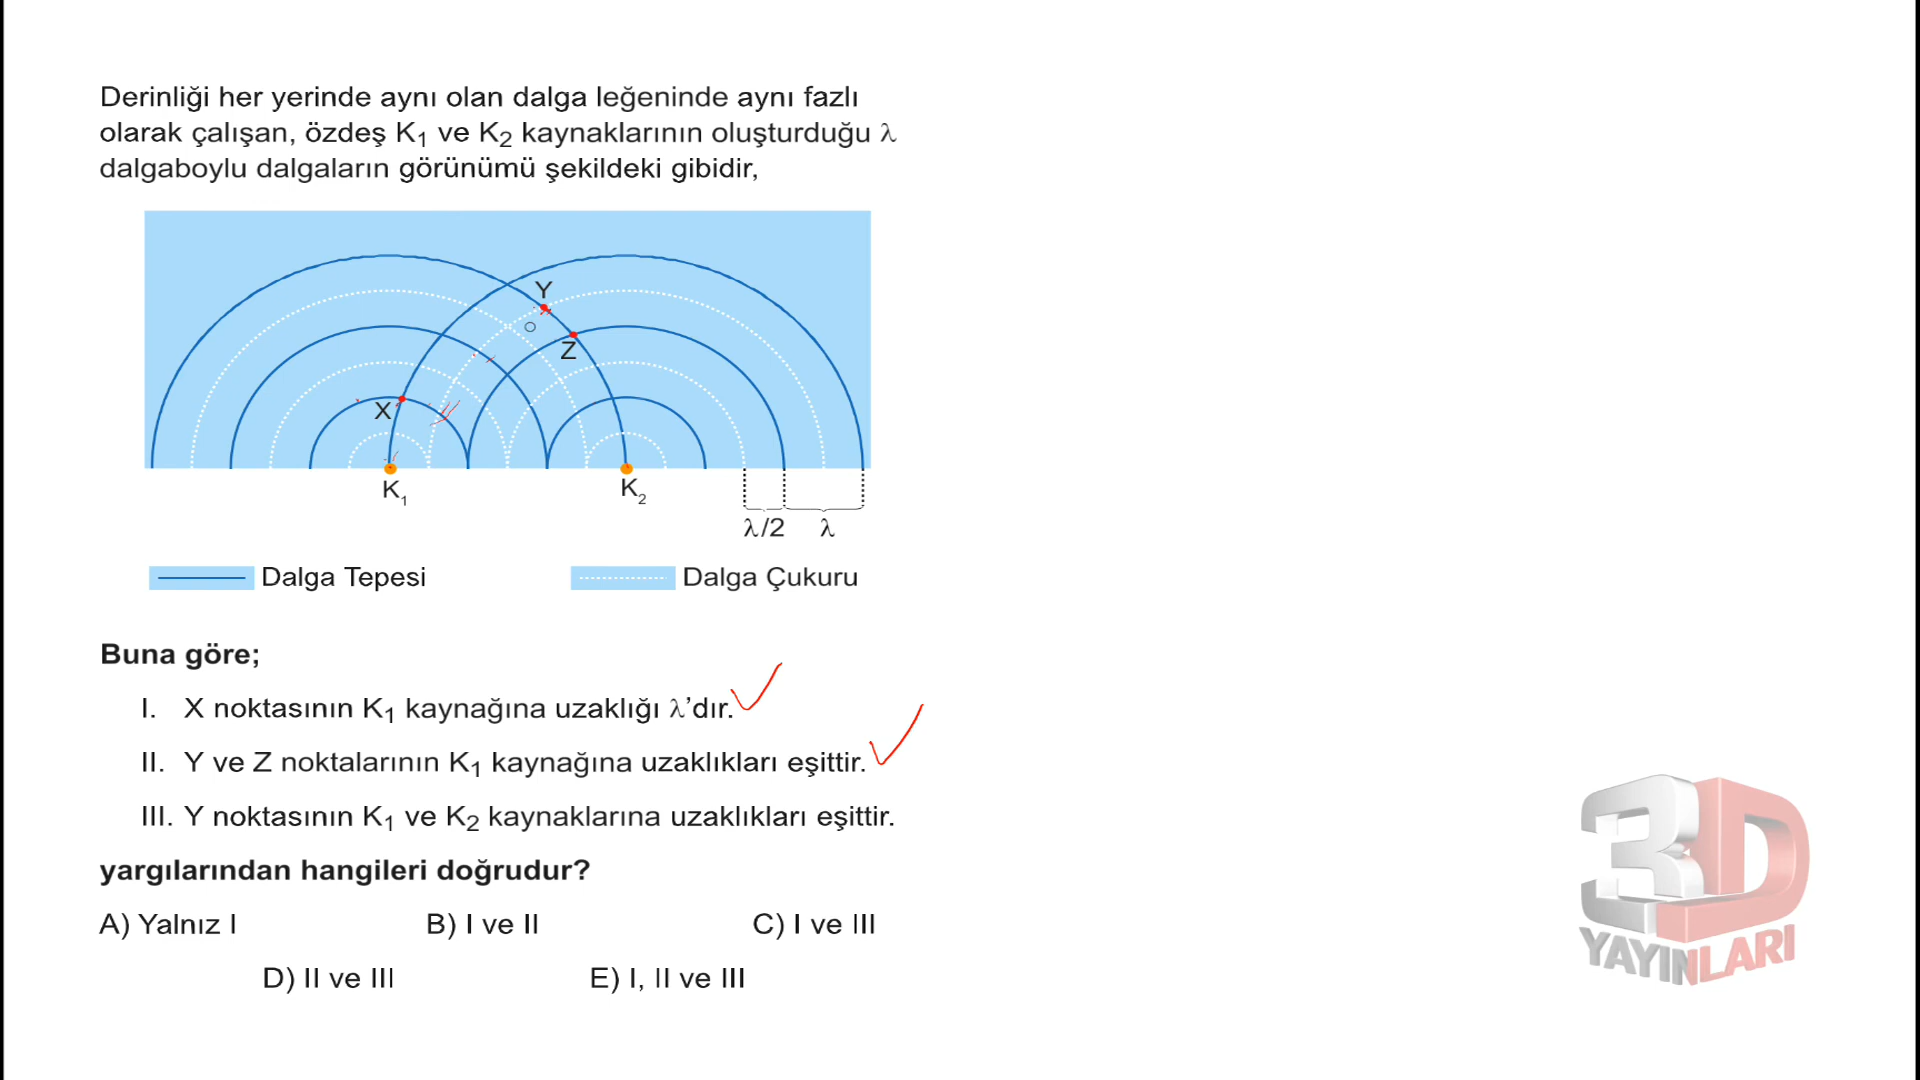 Derinliği her yerinde aynı olan dalga leğeninde aynı fazlı
olarak çalışan, özdeş K₁ ve K₂ kaynaklarının oluşturduğu λ
dalgaboylu dalgaların görünümü şekildeki gibidir,
Y
Z
X
K₁
K₂
λ/2
λ
Dalga Tepesi
Dalga Çukuru
Buna göre;
I. X noktasının K₁ kaynağına uzaklığı λ’dır.
II. Y ve Z noktalarının K₁ kaynağına uzaklıkları eşittir.
III. Y noktasının K₁ ve K₂ kaynaklarına uzaklıkları eşittir.
yargılarından hangileri doğrudur?
A) Yalnız I B) I ve II C) I ve III
D) II ve III E) I, II ve III
3D
YAYINLARI